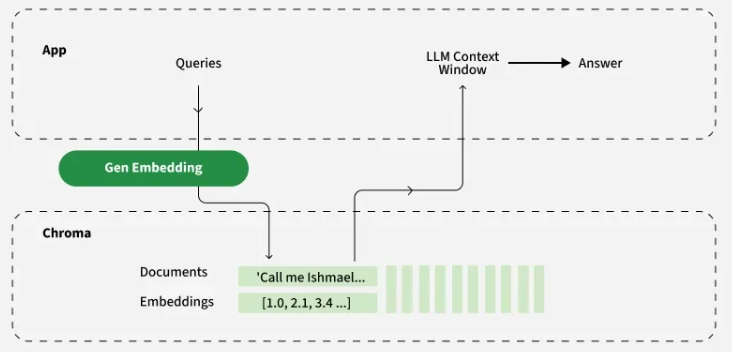 App
Queries
LLM Context
Window
Answer
Gen Embedding
Chroma
Documents
'Call me Ishmael...
Embeddings
[1.0, 2.1, 3.4 ...]